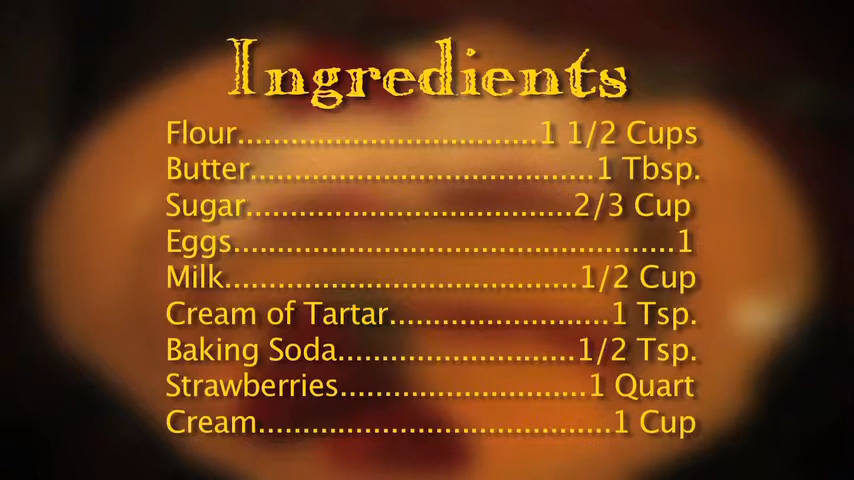 Ingredients
Flour..................................1 1/2 Cups
Butter.......................................1 Tbsp.
Sugar.....................................2/3 Cup
Eggs..................................................1
Milk........................................1/2 Cup
Cream of Tartar.........................1 Tsp.
Baking Soda...........................1/2 Tsp.
Strawberries............................1 Quart
Cream........................................1 Cup